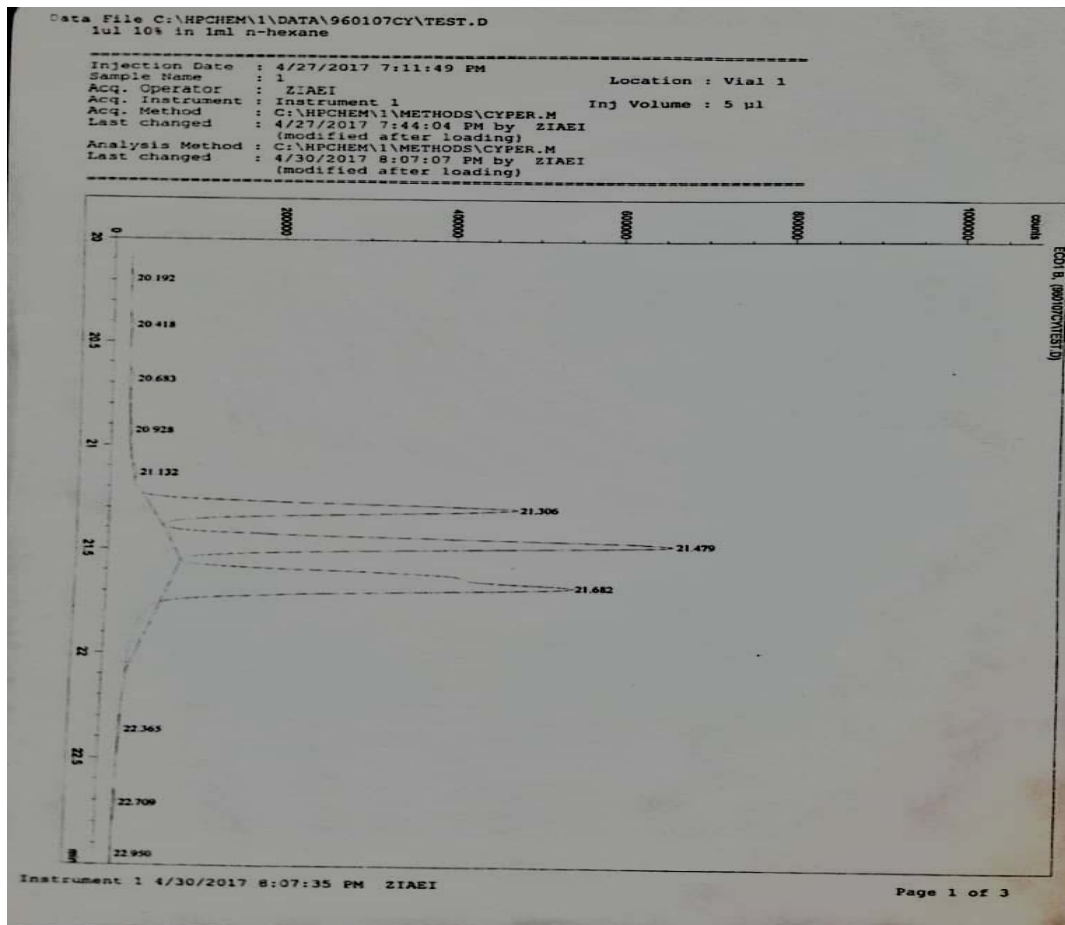 Data File C:\HPCHEM\1\DATA\960107CY\TEST.D
1ul 10% in 1ml n-hexane
Injection Date : 4/27/2017 7:11:49 PM
Sample Name : 1 Location : Vial 1
Acq. Operator : ZIAEI
Acq. Instrument : Instrument 1 Inj Volume : 5 µl
Acq. Method : C:\HPCHEM\1\METHODS\CYPER.M
Last changed : 4/27/2017 7:44:04 PM by ZIAEI
(modified after loading)
Analysis Method : C:\HPCHEM\1\METHODS\CYPER.M
Last changed : 4/30/2017 8:07:07 PM by ZIAEI
(modified after loading)
0 200000 400000 600000 800000 1000000 counts
ECD1 B, (960107CY\TEST.D)
20
20.192
20.418
20.5
20.683
20.928
21
21.132
21.306
21.479
21.5
21.682
22
22.365
22.5
22.709
22.950
min
Instrument 1 4/30/2017 8:07:35 PM ZIAEI
Page 1 of 3